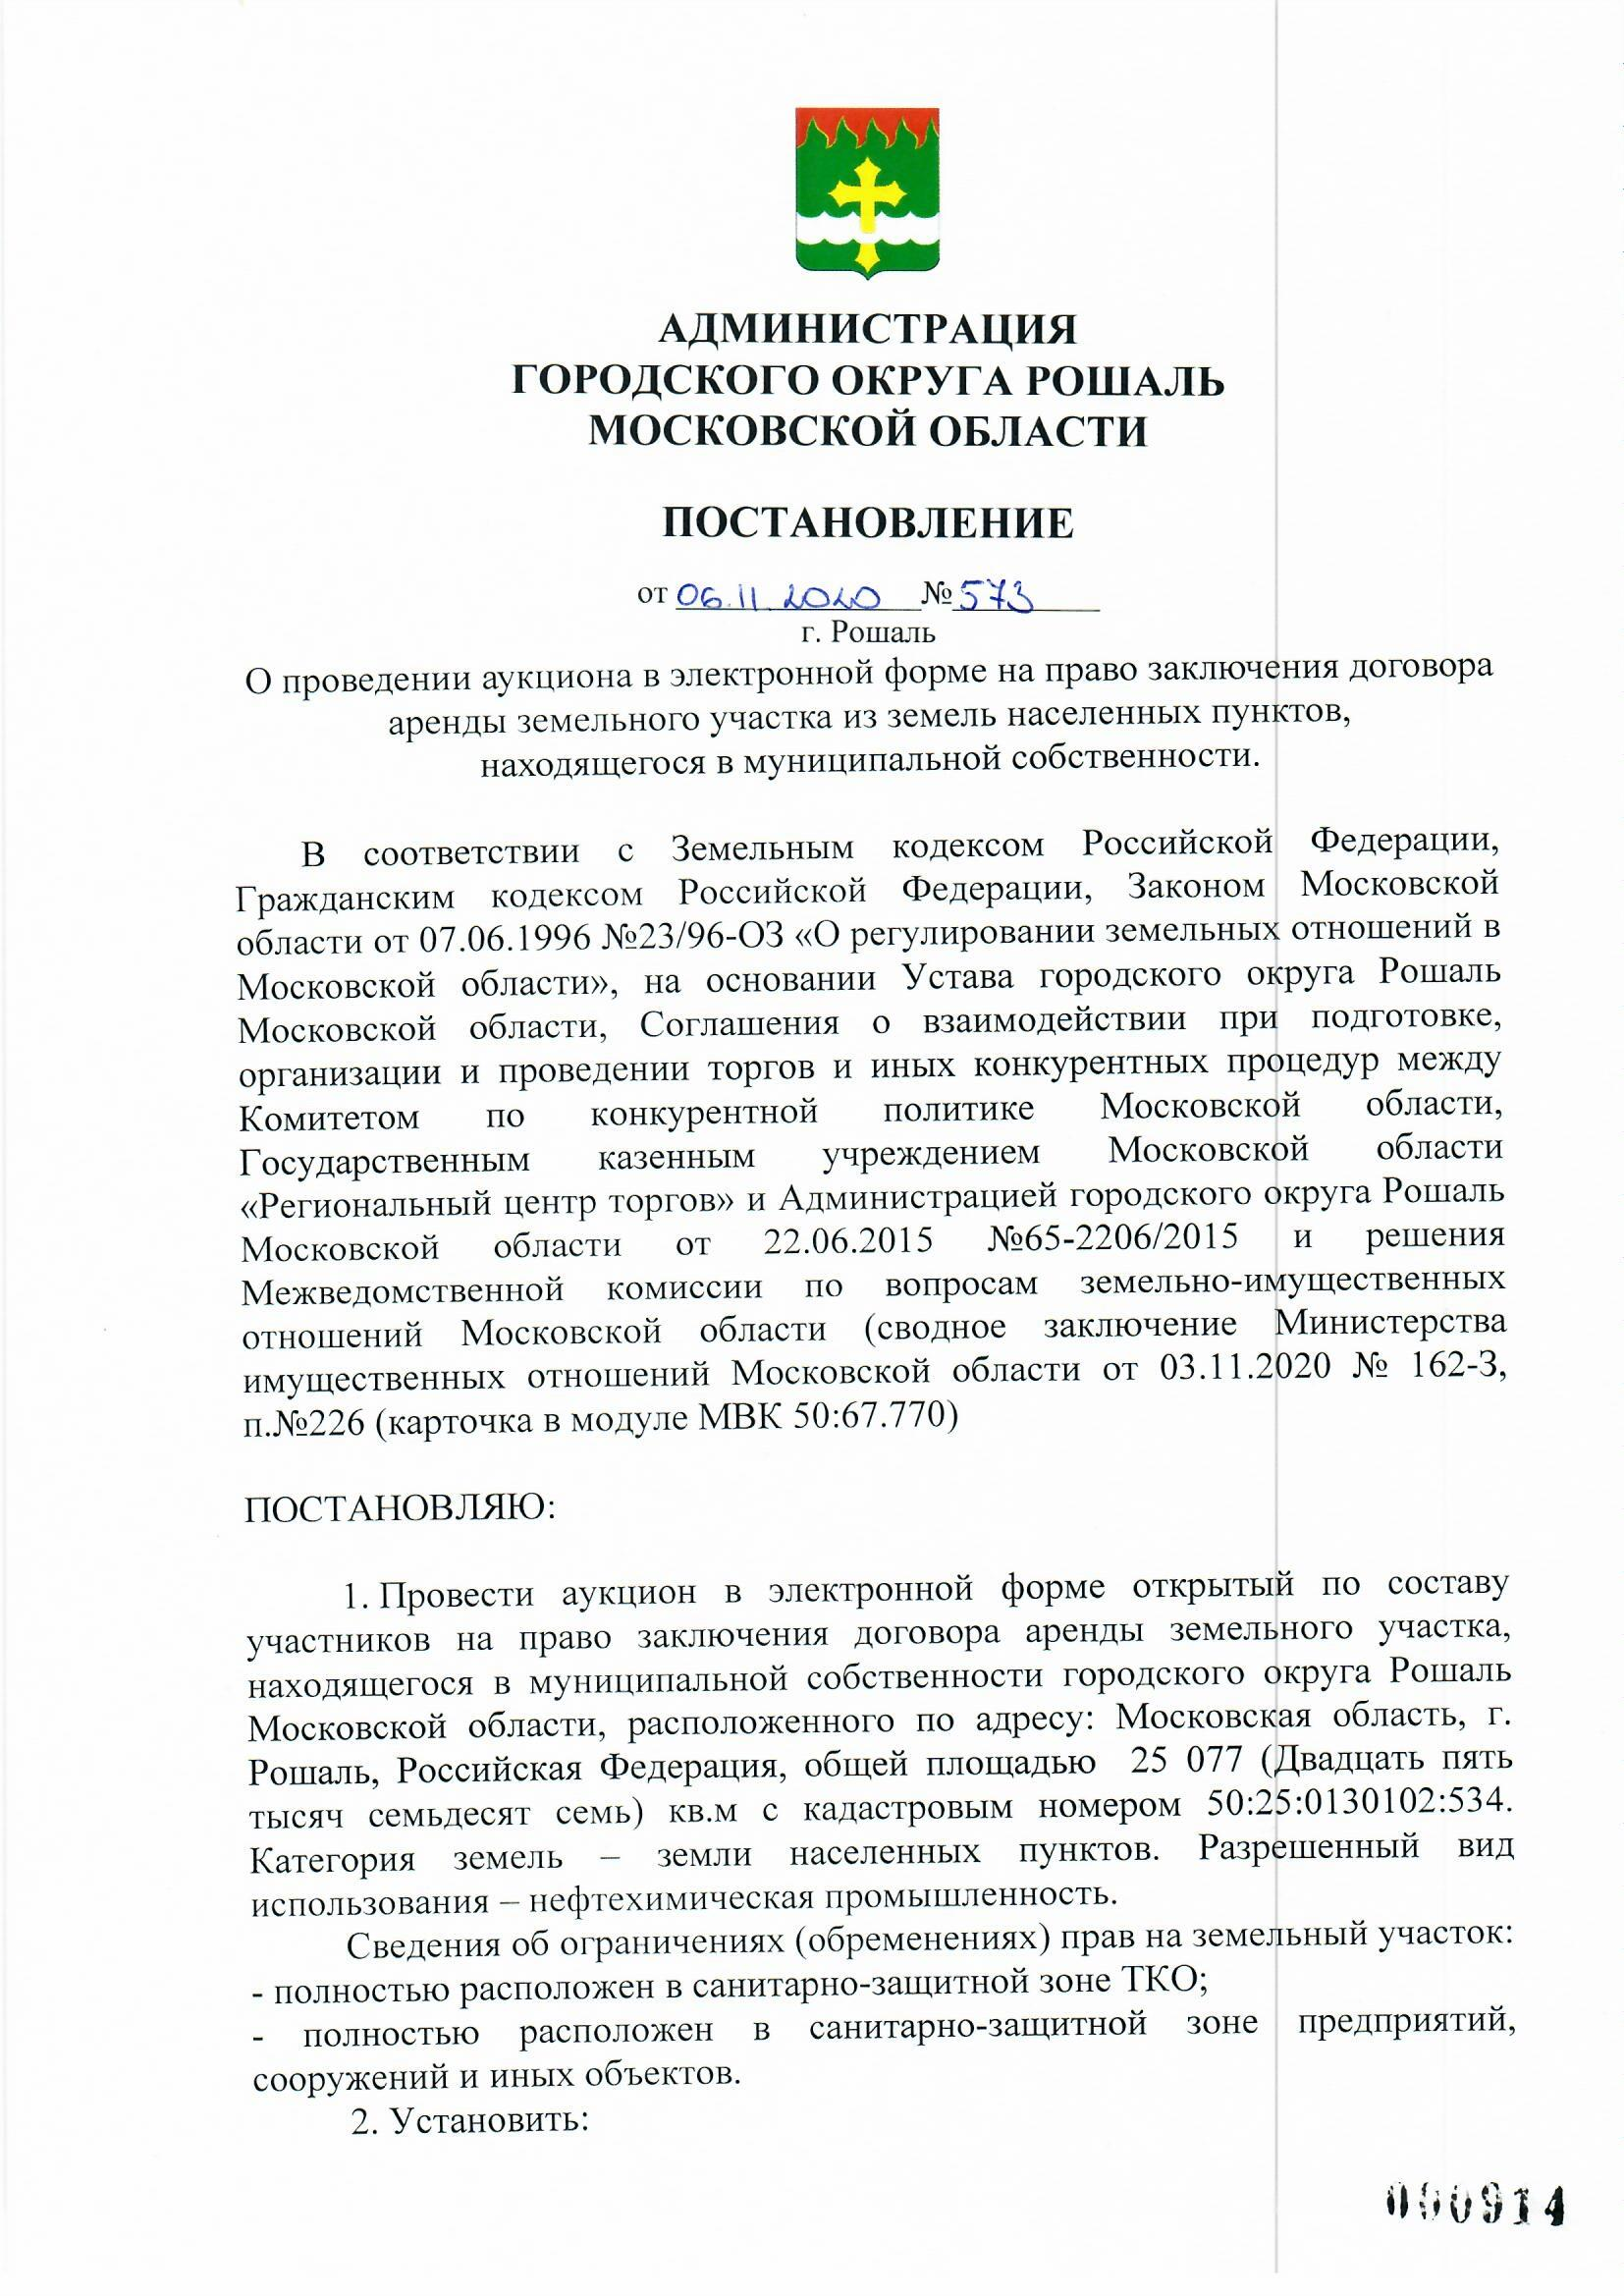 АДМИНИСТРАЦИЯ
ГОРОДСКОГО ОКРУГА РОШАЛЬ
МОСКОВСКОЙ ОБЛАСТИ
ПОСТАНОВЛЕНИЕ
от 06.11 2020 № 573
г. Рошаль
О проведении аукциона в электронной форме на право заключения договора
аренды земельного участка из земель населенных пунктов,
находящегося в муниципальной собственности.
В соответствии с Земельным кодексом Российской Федерации,
Гражданским кодексом Российской Федерации, Законом Московской
области от 07.06.1996 №23/96-ОЗ «О регулировании земельных отношений в
Московской области», на основании Устава городского округа Рошаль
Московской области, Соглашения о взаимодействии при подготовке,
организации и проведении торгов и иных конкурентных процедур между
Комитетом по конкурентной политике Московской области,
Государственным казенным учреждением Московской области
«Региональный центр торгов» и Администрацией городского округа Рошаль
Московской области от 22.06.2015 №65-2206/2015 и решения
Межведомственной комиссии по вопросам земельно-имущественных
отношений Московской области (сводное заключение Министерства
имущественных отношений Московской области от 03.11.2020 № 162-З,
п.№226 (карточка в модуле МВК 50:67.770)
ПОСТАНОВЛЯЮ:
1. Провести аукцион в электронной форме открытый по составу
участников на право заключения договора аренды земельного участка,
находящегося в муниципальной собственности городского округа Рошаль
Московской области, расположенного по адресу: Московская область, г.
Рошаль, Российская Федерация, общей площадью 25 077 (Двадцать пять
тысяч семьдесят семь) кв.м с кадастровым номером 50:25:0130102:534.
Категория земель – земли населенных пунктов. Разрешенный вид
использования – нефтехимическая промышленность.
Сведения об ограничениях (обременениях) прав на земельный участок:
- полностью расположен в санитарно-защитной зоне ТКО;
- полностью расположен в санитарно-защитной зоне предприятий,
сооружений и иных объектов.
2. Установить:
000914